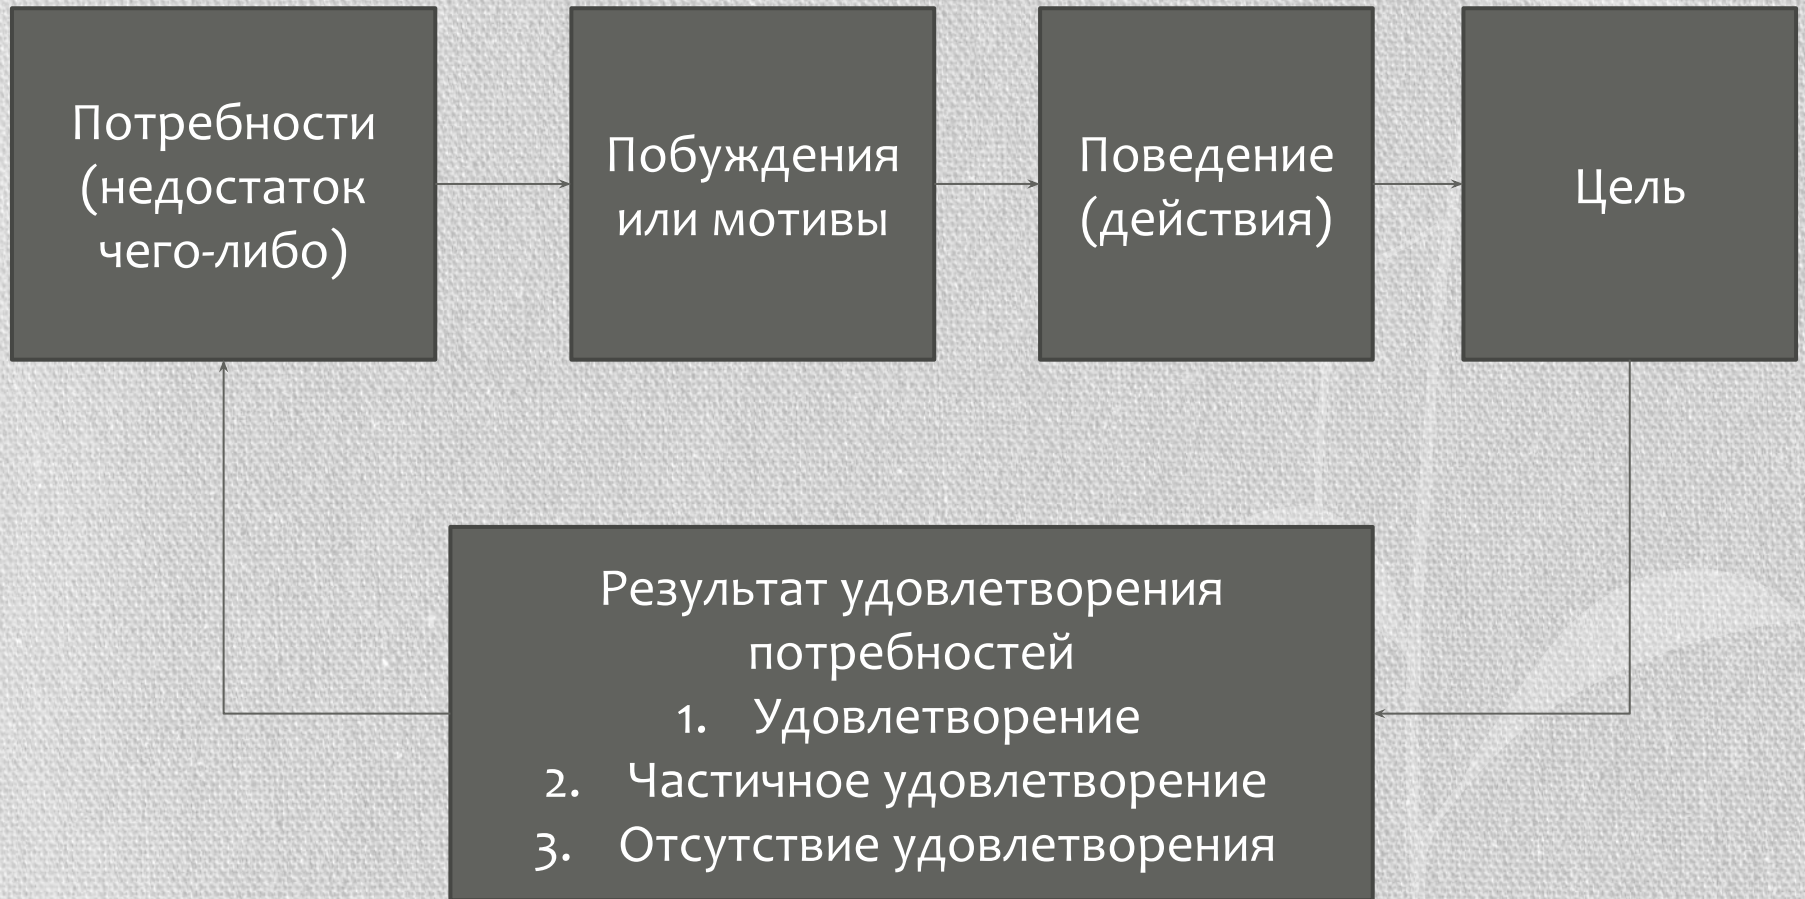 Потребности
(недостаток
чего-либо)
Побуждения
или мотивы
Поведение
(действия)
Цель
Результат удовлетворения
потребностей
1. Удовлетворение
2. Частичное удовлетворение
3. Отсутствие удовлетворения